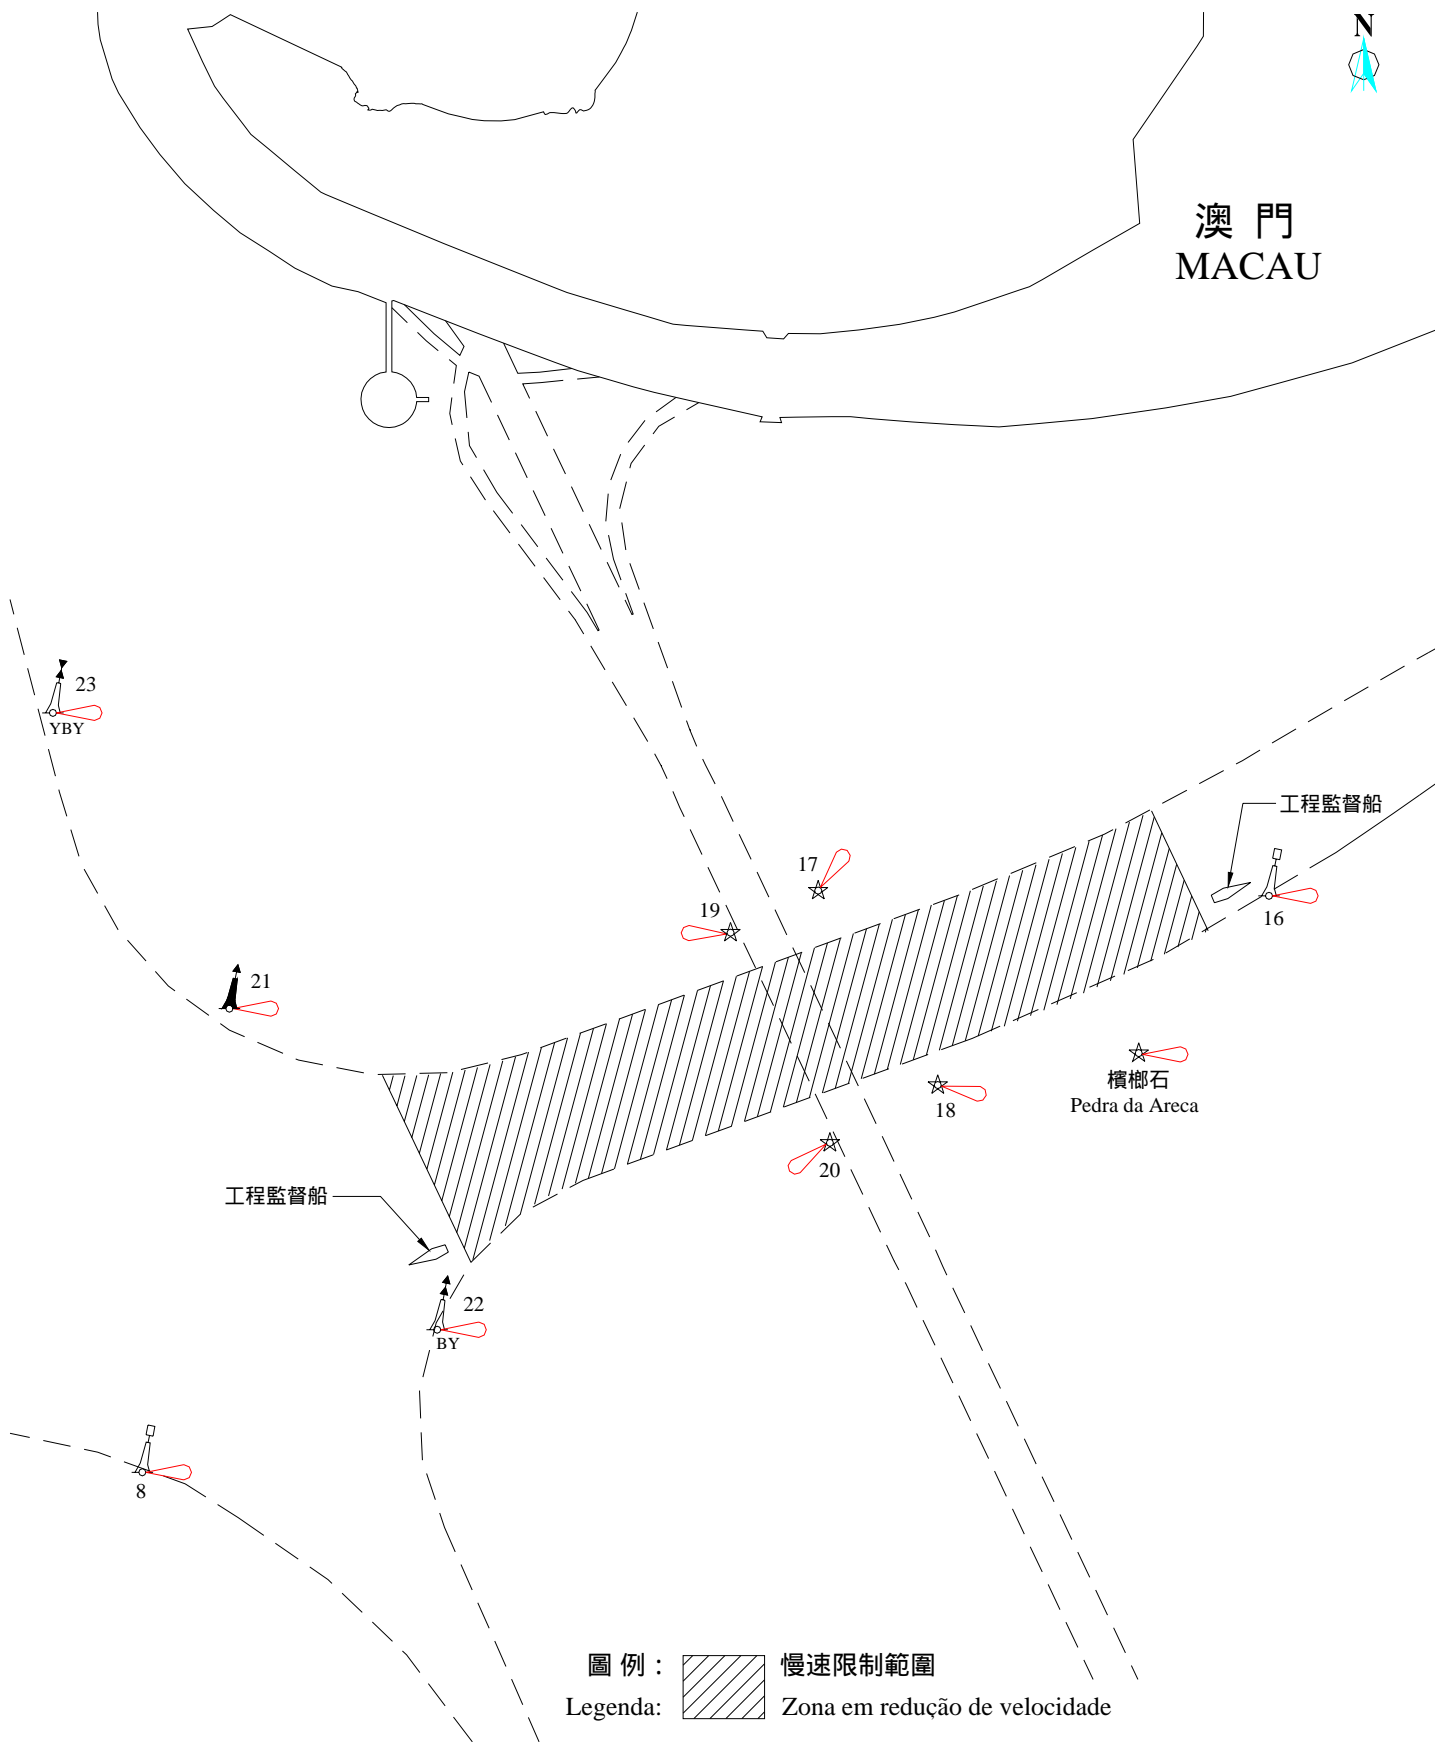 N
澳 門
MACAU
23
YBY
工程監督船
17
19
16
21
檳榔石
Pedra da Areca
18
20
工程監督船
22
BY
8
圖 例 :
慢速限制範圍
Legenda:
Zona em redução de velocidade